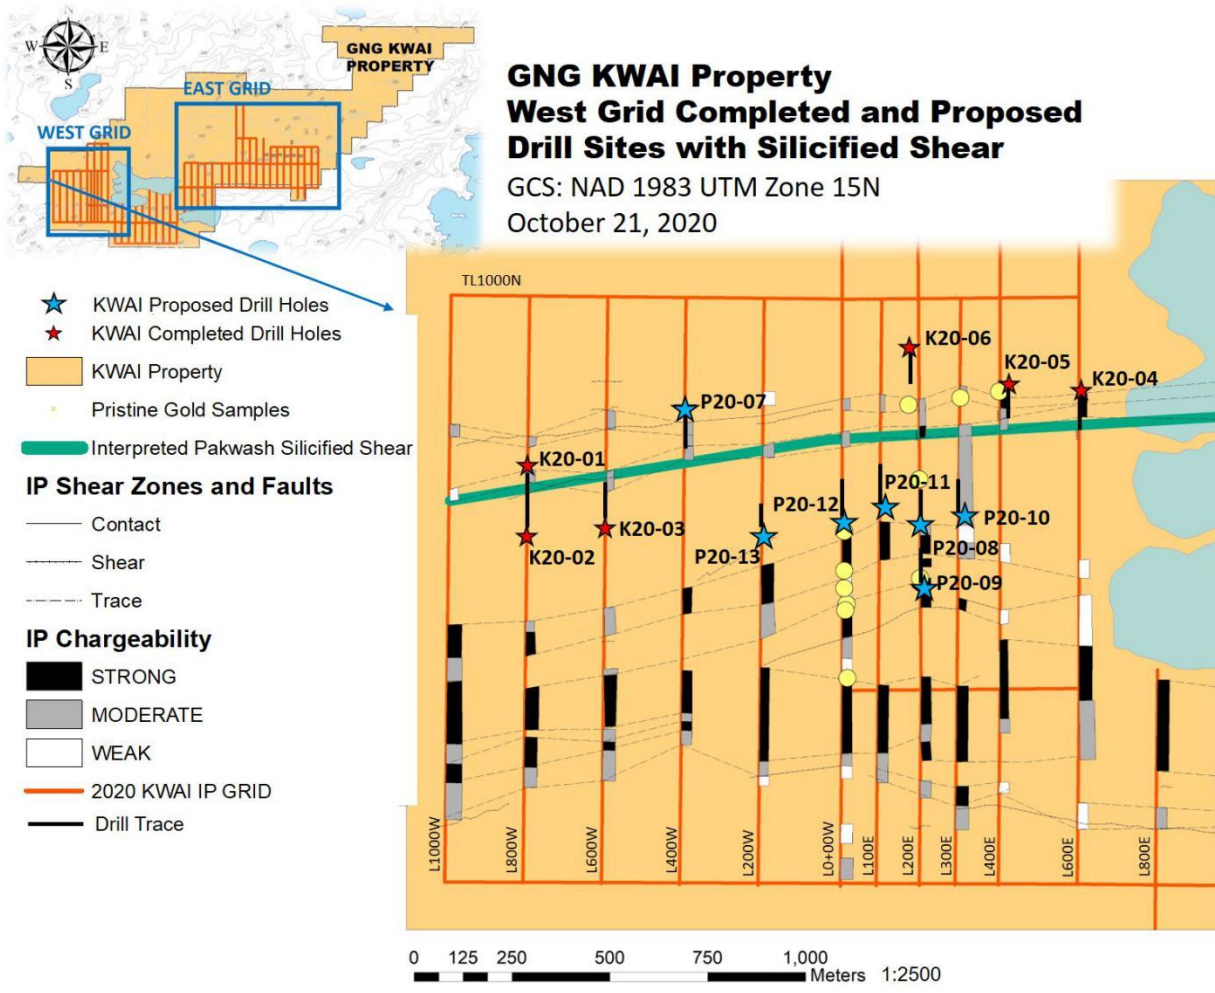 N
W
E
S
GNG KWAI
PROPERTY
EAST GRID
WEST GRID
GNG KWAI Property
West Grid Completed and Proposed
Drill Sites with Silicified Shear
GCS: NAD 1983 UTM Zone 15N
October 21, 2020
KWAI Proposed Drill Holes
KWAI Completed Drill Holes
KWAI Property
Pristine Gold Samples
Interpreted Pakwash Silicified Shear
IP Shear Zones and Faults
Contact
Shear
Trace
IP Chargeability
STRONG
MODERATE
WEAK
2020 KWAI IP GRID
Drill Trace
TL1000N
K20-06
K20-05
K20-04
P20-07
K20-01
P20-11
P20-12
P20-10
K20-03
K20-02
P20-13
P20-08
P20-09
L1000W
L800W
L600W
L400W
L200W
L0+00W
L100E
L200E
L300E
L400E
L600E
L800E
0 125 250 500 750 1,000
Meters 1:2500